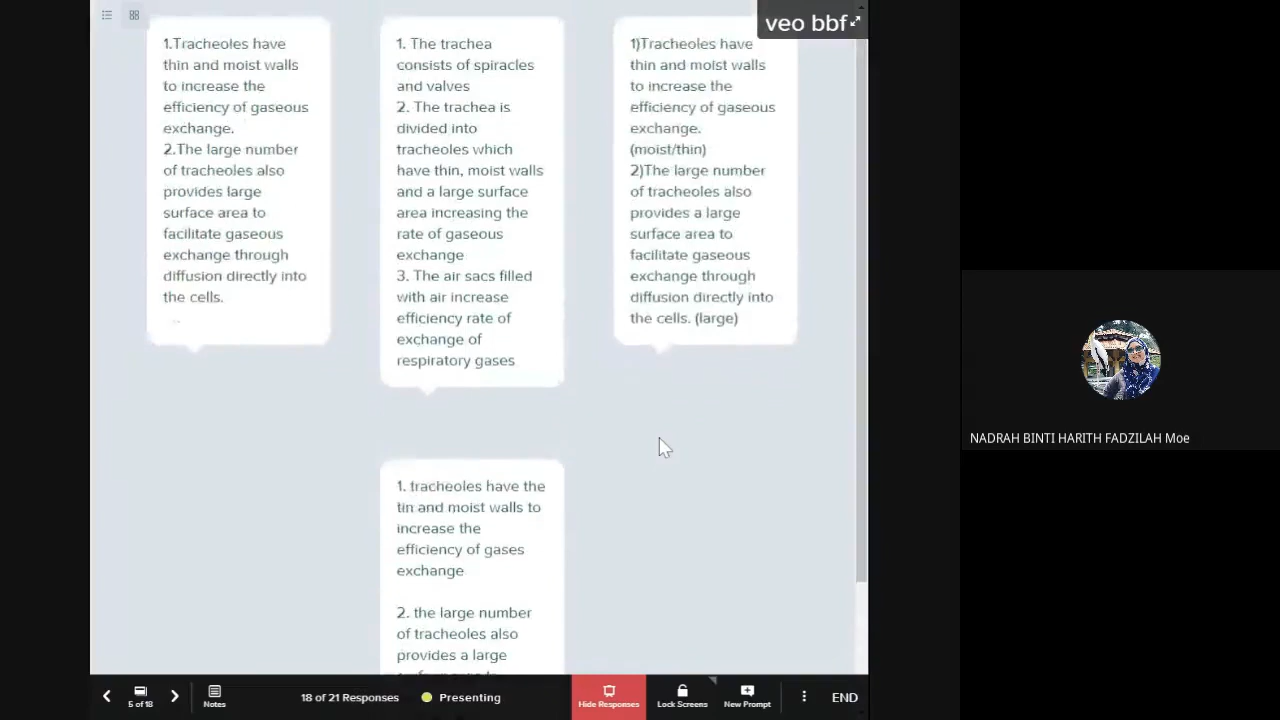 veo bbf
1.Tracheoles have
thin and moist walls
to increase the
efficiency of gaseous
exchange.
2.The large number
of tracheoles also
provides large
surface area to
facilitate gaseous
exchange through
diffusion directly into
the cells.
1. The trachea
consists of spiracles
and valves
2. The trachea is
divided into
tracheoles which
have thin, moist walls
and a large surface
area increasing the
rate of gaseous
exchange
3. The air sacs filled
with air increase
efficiency rate of
exchange of
respiratory gases
1)Tracheoles have
thin and moist walls
to increase the
efficiency of gaseous
exchange.
(moist/thin)
2)The large number
of tracheoles also
provides a large
surface area to
facilitate gaseous
exchange through
diffusion directly into
the cells. (large)
1. tracheoles have the
tin and moist walls to
increase the
efficiency of gases
exchange
2. the large number
of tracheoles also
provides a large
NADRAH BINTI HARITH FADZILAH Moe
5 of 18
Notes
18 of 21 Responses
Presenting
Hide Responses
Lock Screens
New Prompt
END